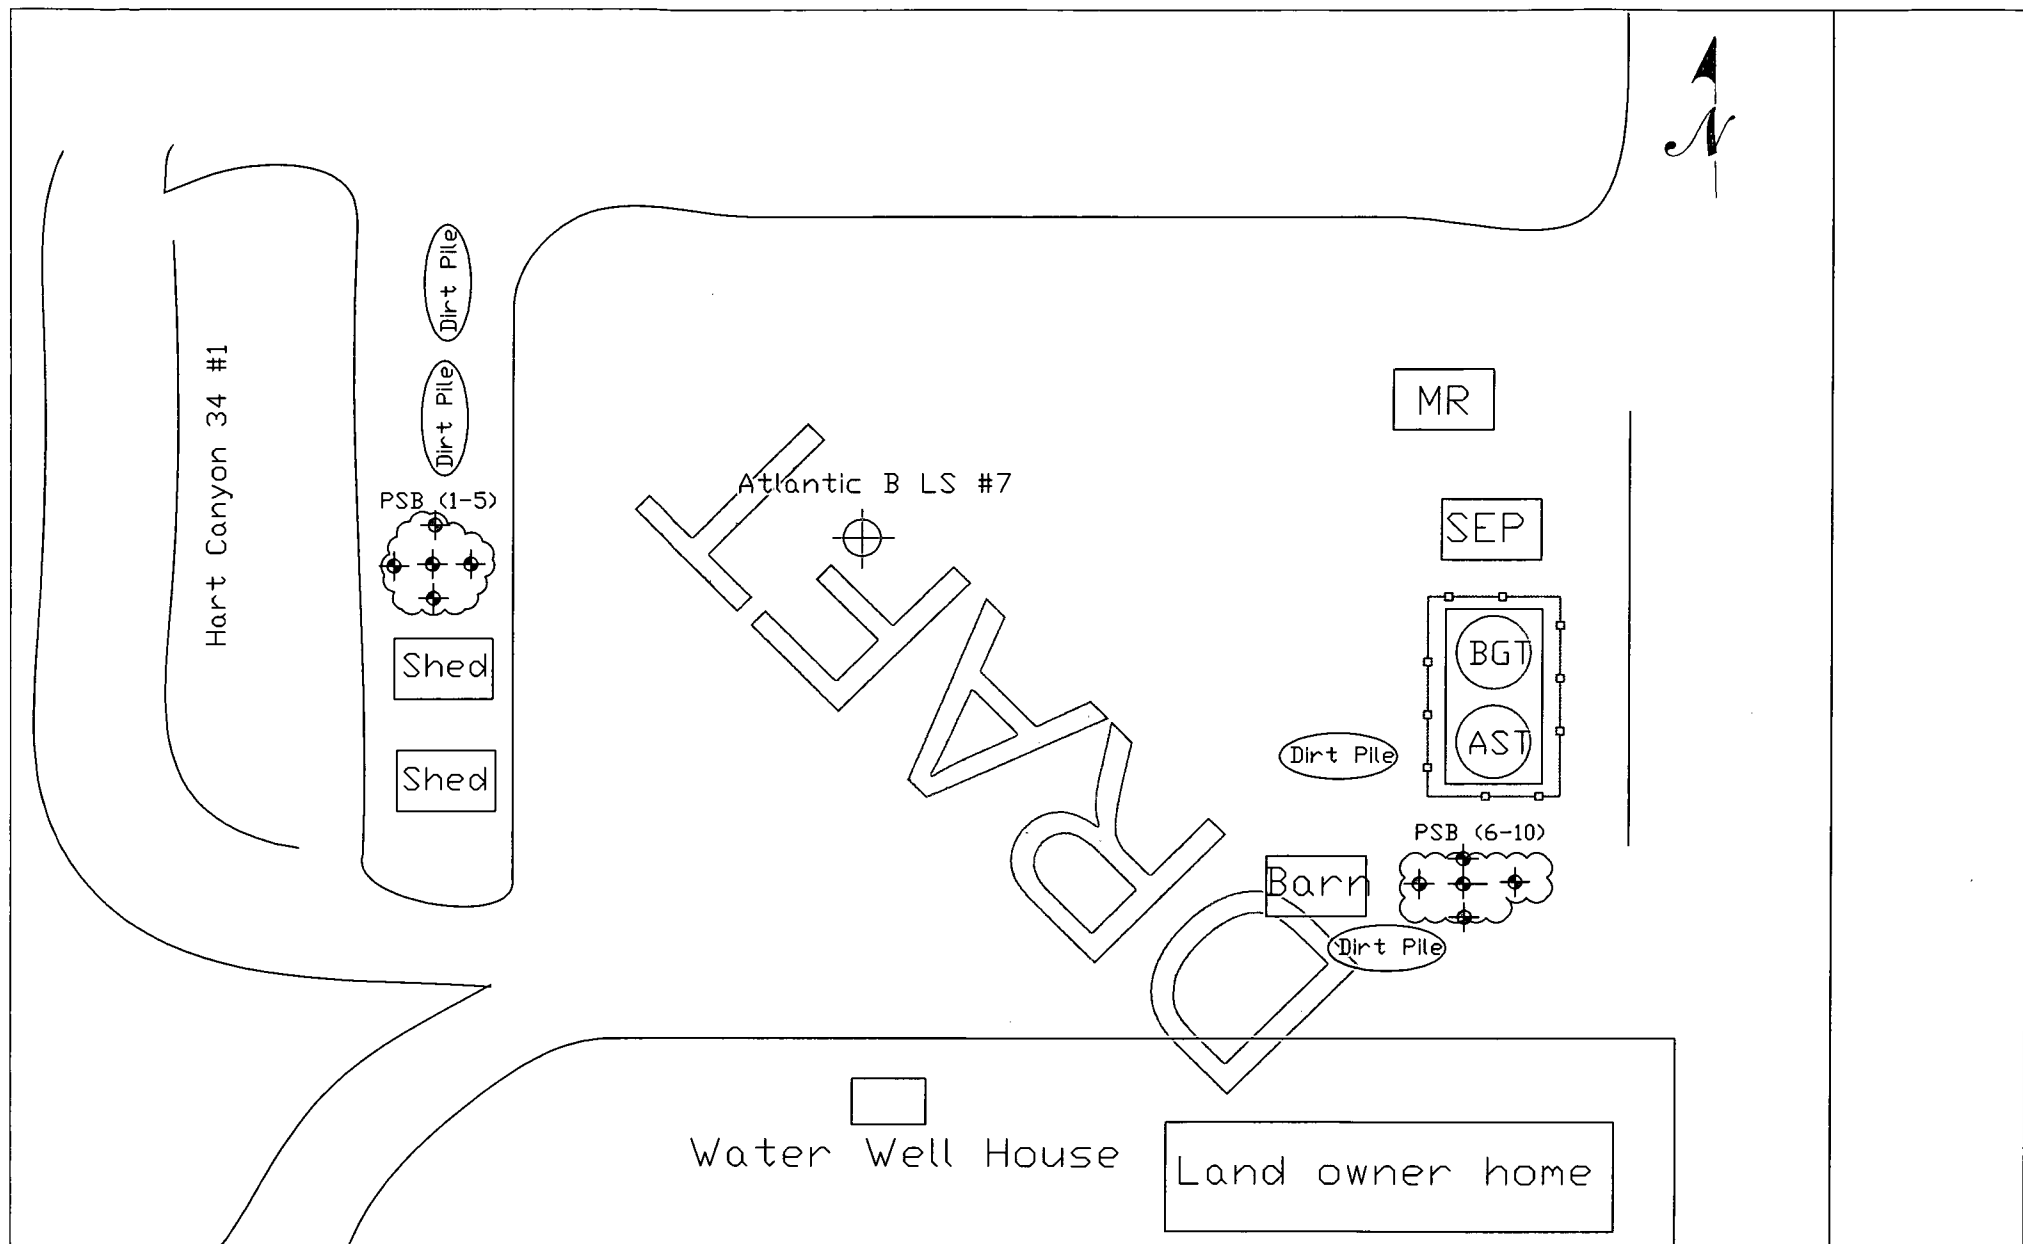 N
Dirt Pile
Dirt Pile
Hart Canyon 34 #1
MR
PSB (1-5)
Atlantic B LS #7
SEP
BGT
Shed
AST
Dirt Pile
Shed
PSB (6-10)
Barn
Dirt Pile
DRAFT
Water Well House
Land owner home